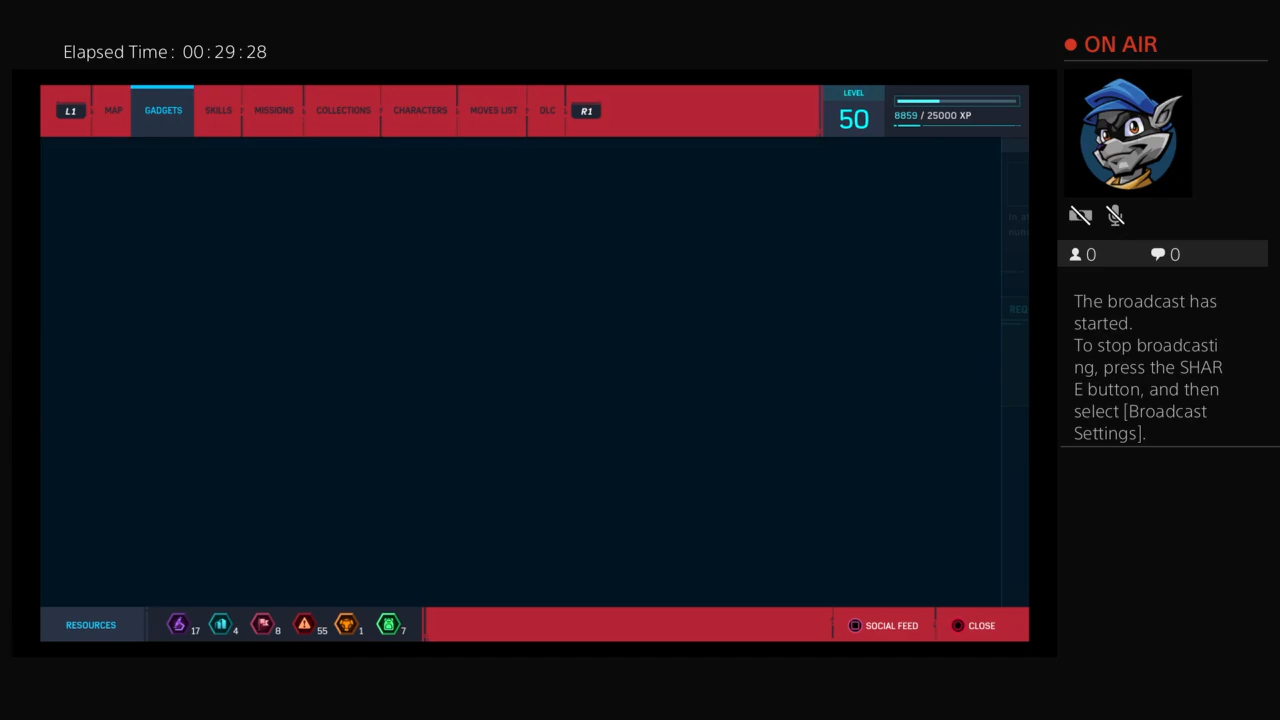 Elapsed Time: 00:29:28
ON AIR
L1 MAP GADGETS SKILLS MISSIONS COLLECTIONS CHARACTERS MOVES LIST DLC R1
LEVEL
50
8859 / 25000 XP
0 0
The broadcast has
started.
To stop broadcasti
ng, press the SHAR
E button, and then
select [Broadcast
Settings].
REQ
RESOURCES 17 4 8 55 1 7 SOCIAL FEED CLOSE